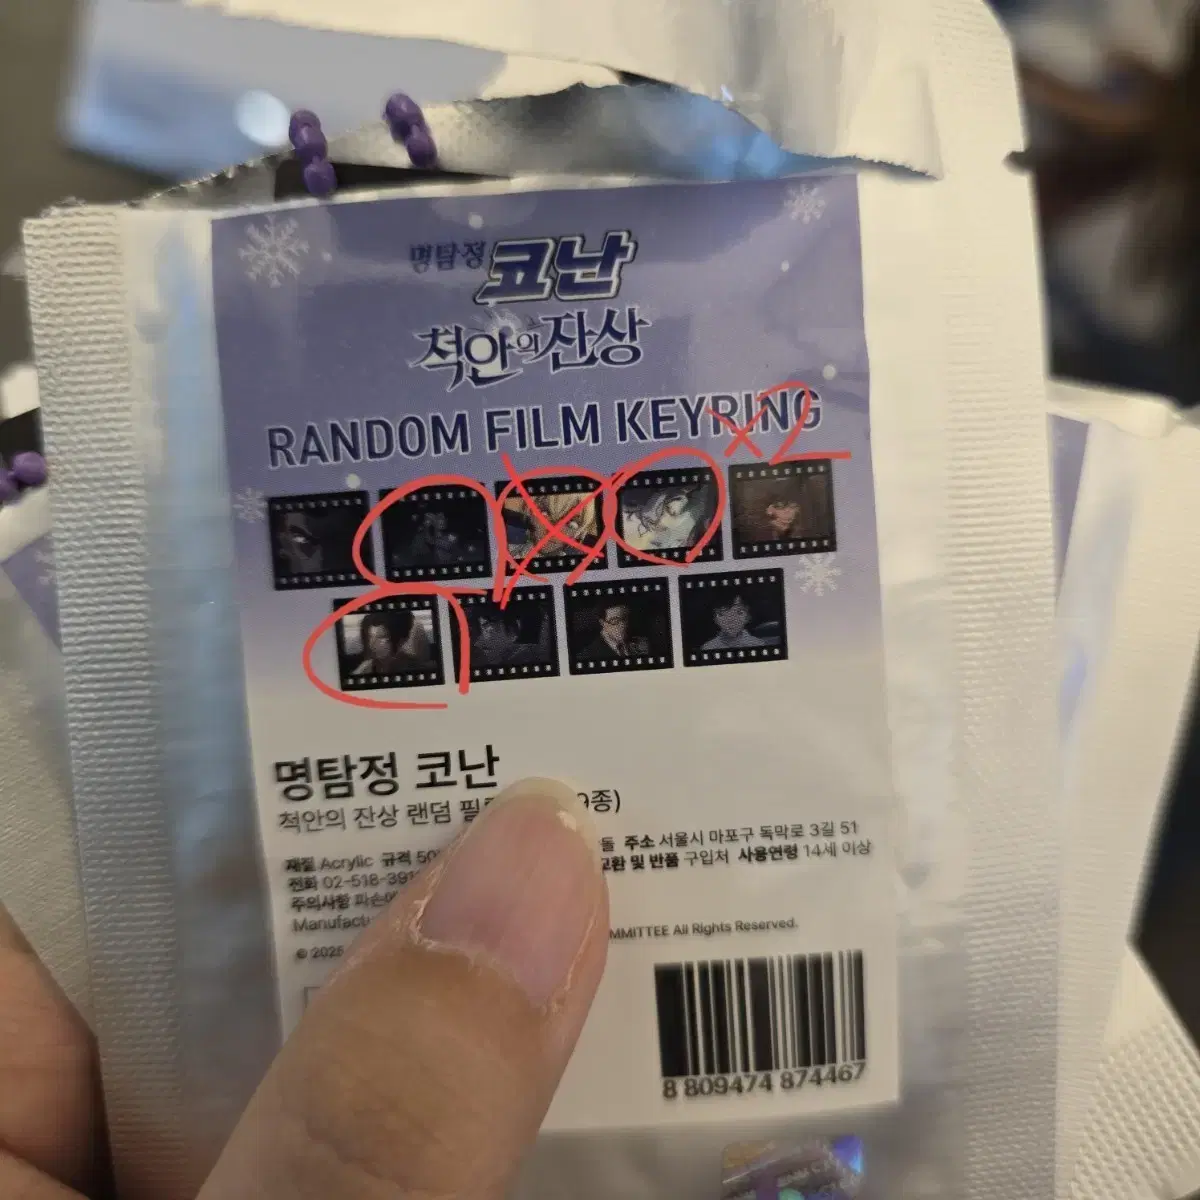 명탐정 코난
척안의 잔상
RANDOM FILM KEYRING
×2
명탐정 코난
척안의 잔상 랜덤 9종)
재질 Acrylic 규격 주소 서울시 마포구 독막로 3길 51
전화 02-518-391 교환 및 반품 구입처 사용연령 14세 이상
주의사항
All Rights Reserved.
© 2025
8 809474 874467